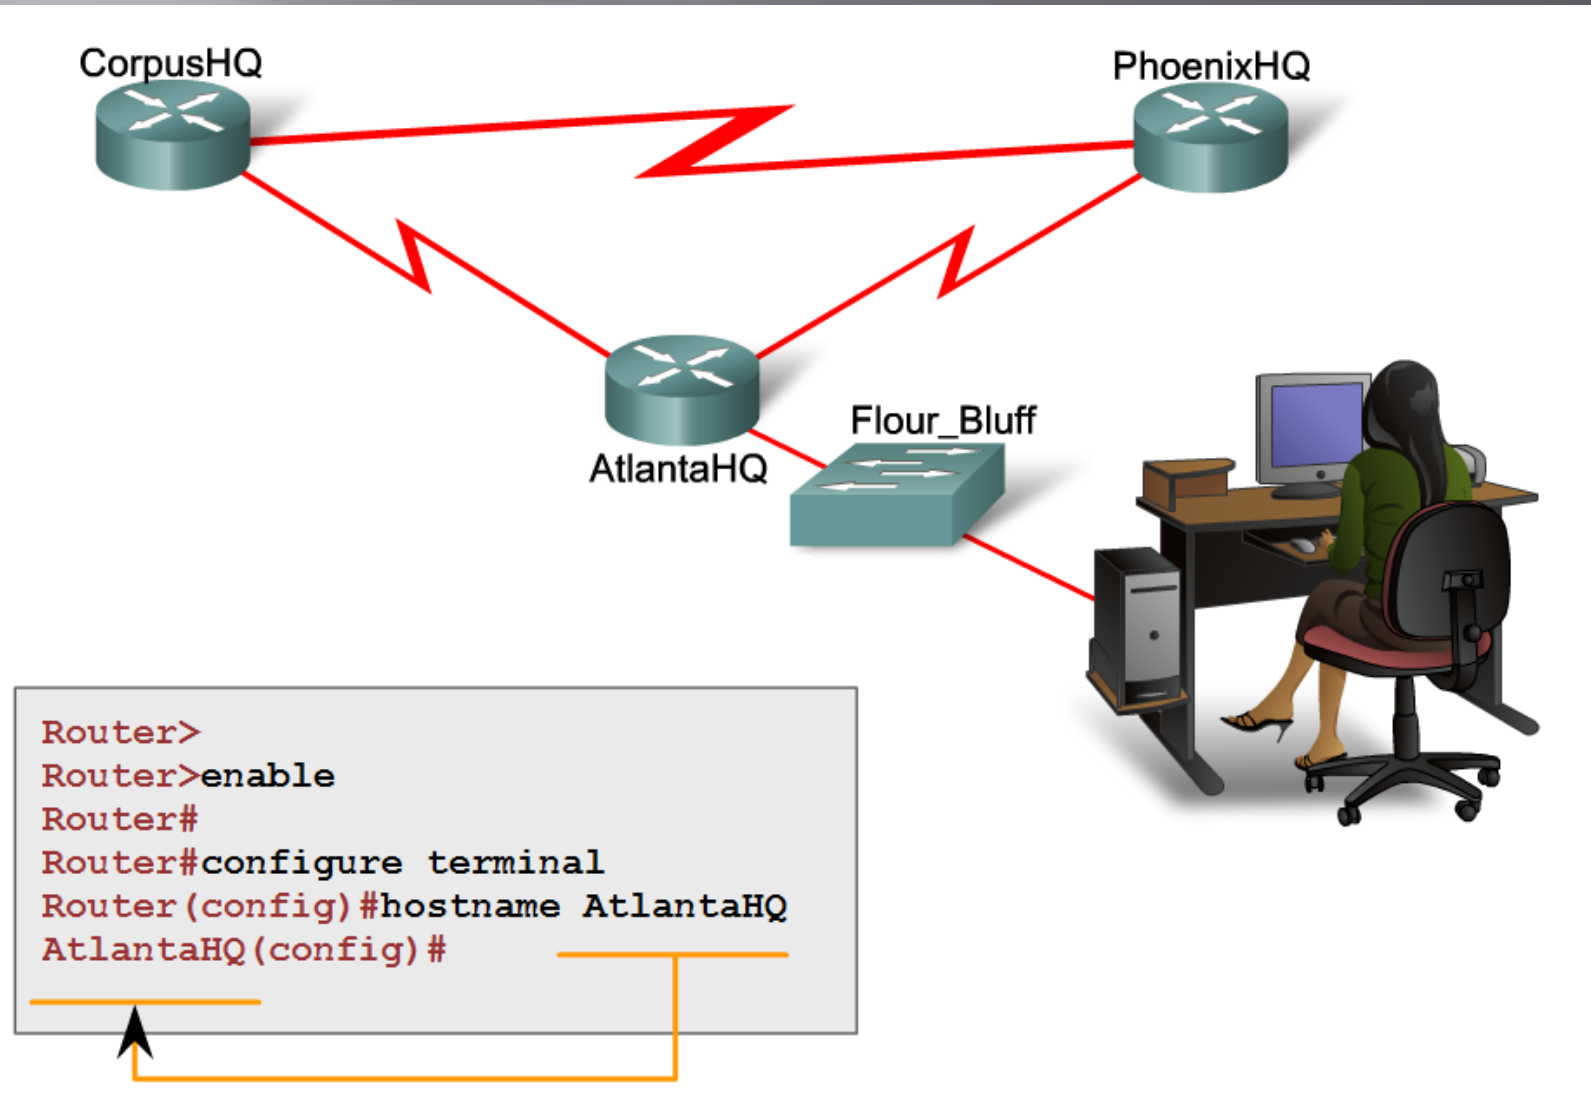 CorpusHQ
PhoenixHQ
AtlantaHQ
Flour_Bluff
Router>
Router>enable
Router#
Router#configure terminal
Router(config)#hostname AtlantaHQ
AtlantaHQ(config)#